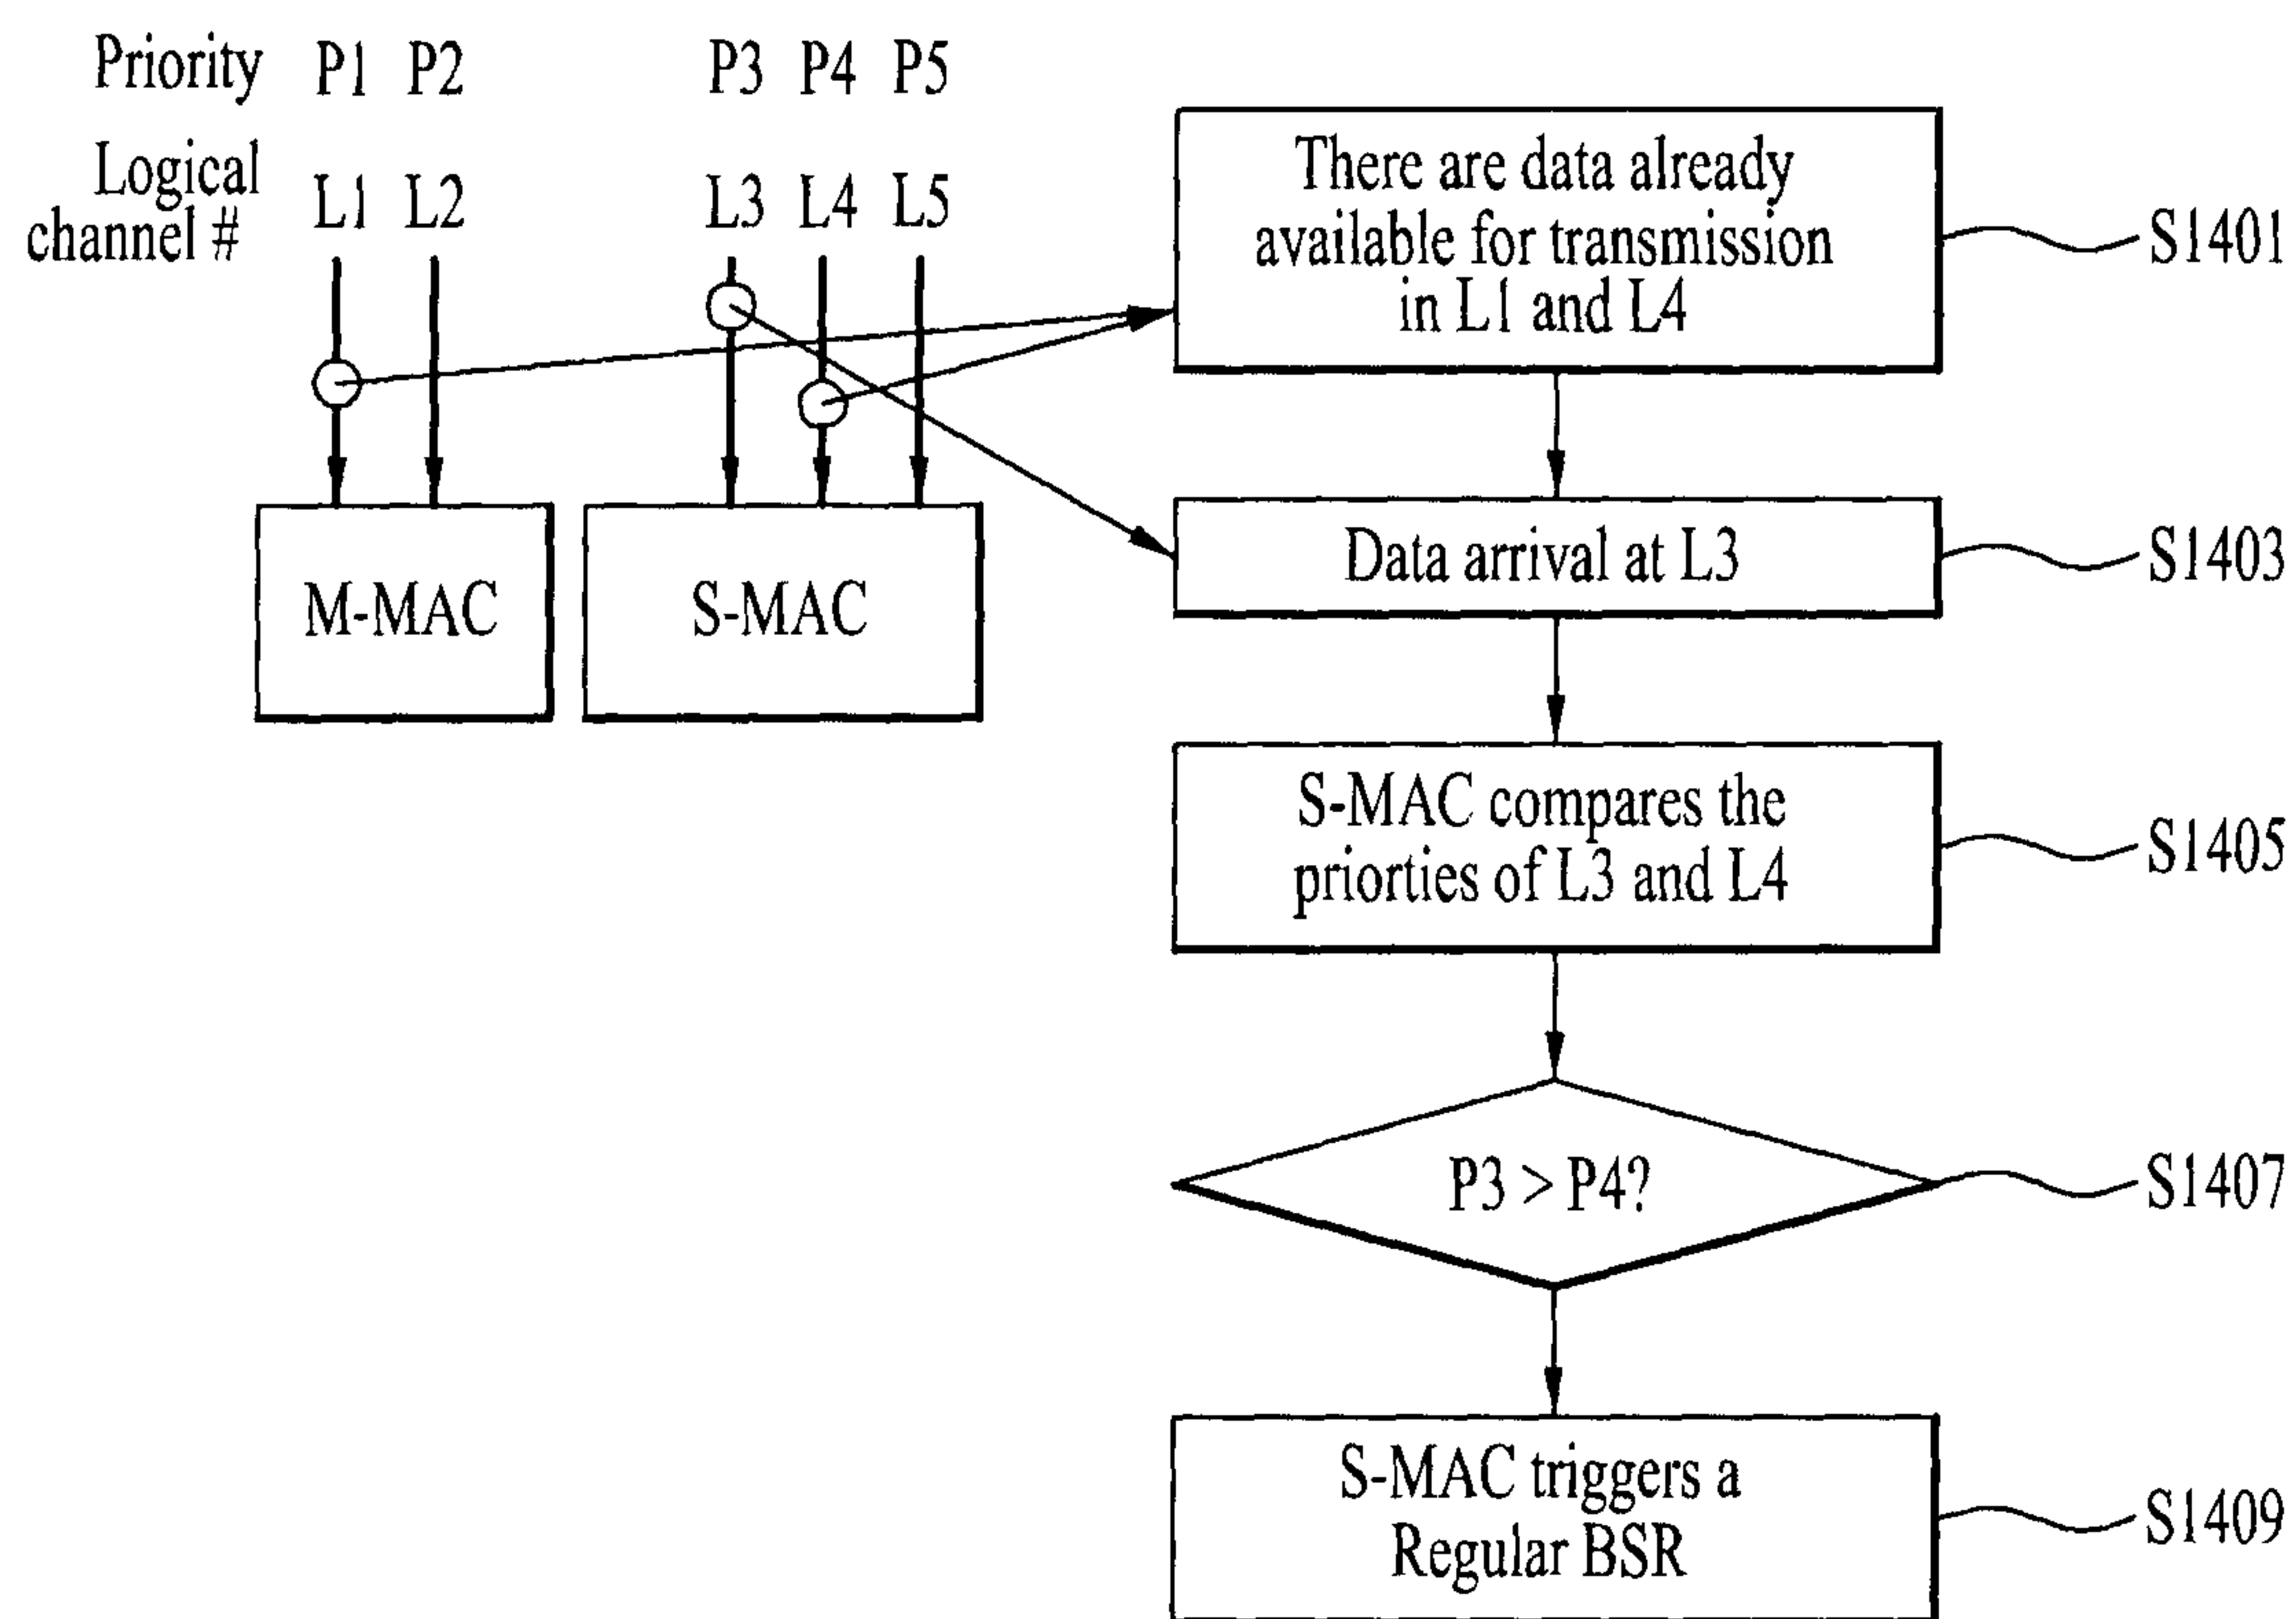 Priority P1 P2 P3 P4 P5
Logical
channel # L1 L2 L3 L4 L5
M-MAC
S-MAC
There are data already
available for transmission
in L1 and L4
S1401
Data arrival at L3
S1403
S-MAC compares the
priorties of L3 and L4
S1405
P3 > P4?
S1407
S-MAC triggers a
Regular BSR
S1409